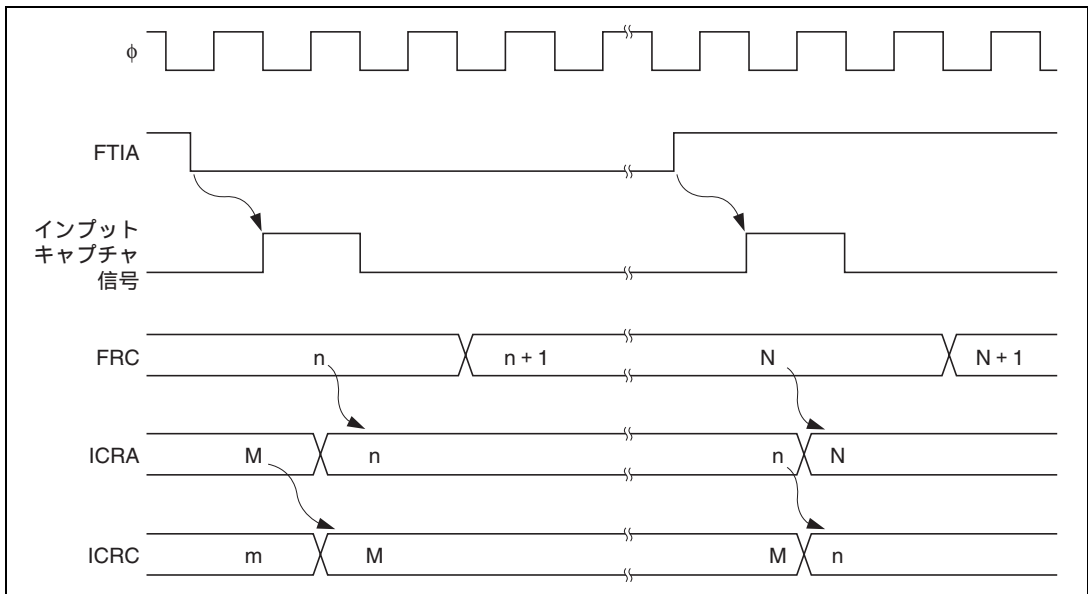 φ
FTIA
インプット
キャプチャ
信号
FRC n n + 1 N N + 1
ICRA M n n N
ICRC m M M n